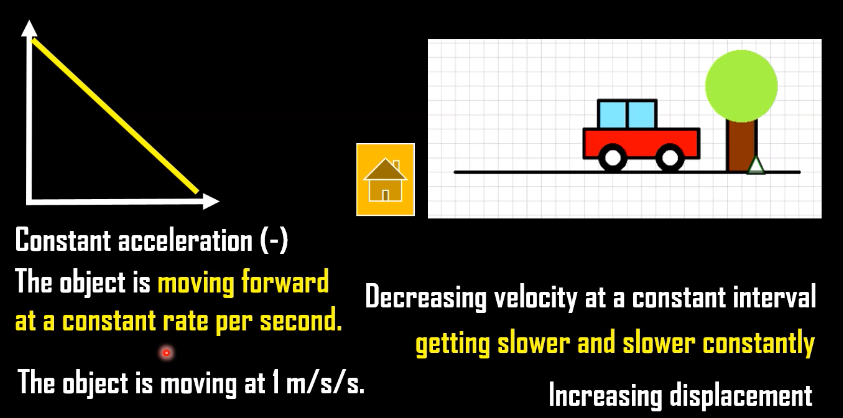 Constant acceleration (-)
The object is moving forward
at a constant rate per second.
The object is moving at 1 m/s/s.
Decreasing velocity at a constant interval
getting slower and slower constantly
Increasing displacement